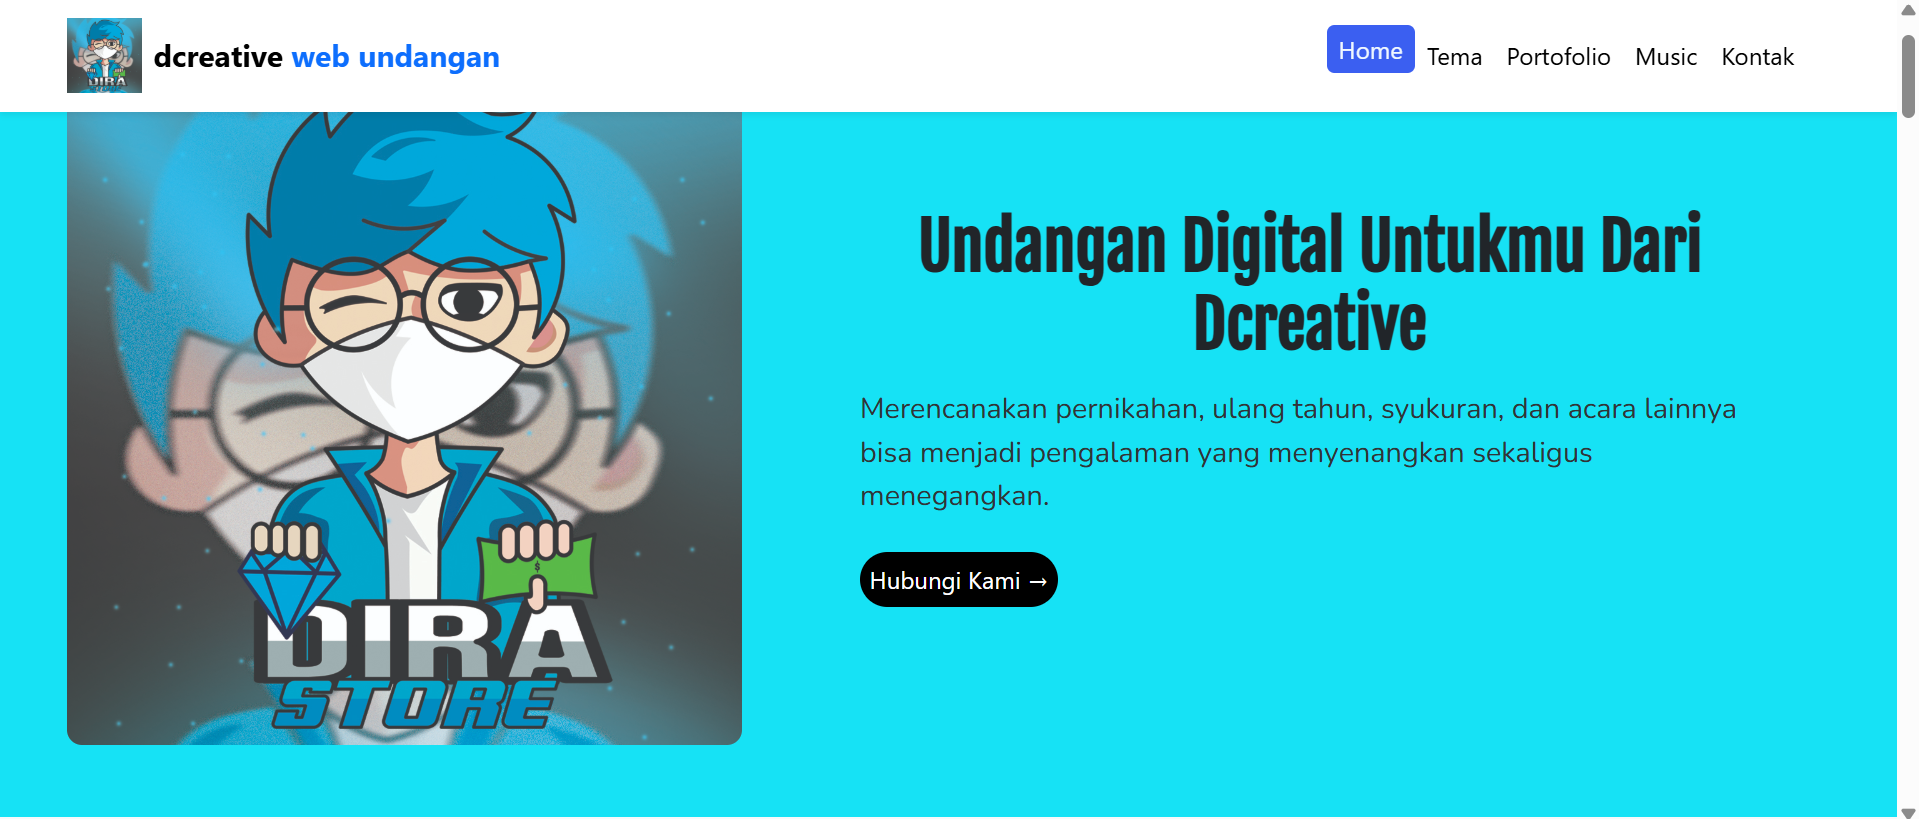 dcreative web undangan
Home
Tema
Portofolio
Music
Kontak
DIRA
Undangan Digital Untukmu Dari
Dcreative
Merencanakan pernikahan, ulang tahun, syukuran, dan acara lainnya
bisa menjadi pengalaman yang menyenangkan sekaligus
menegangkan.
Hubungi Kami →
$
DIRA
STORE